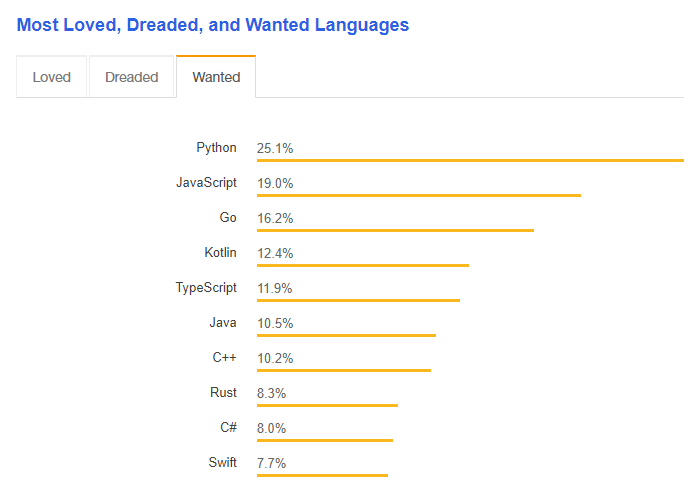 Most Loved, Dreaded, and Wanted Languages
Loved Dreaded Wanted
Python 25.1%
JavaScript 19.0%
Go 16.2%
Kotlin 12.4%
TypeScript 11.9%
Java 10.5%
C++ 10.2%
Rust 8.3%
C# 8.0%
Swift 7.7%